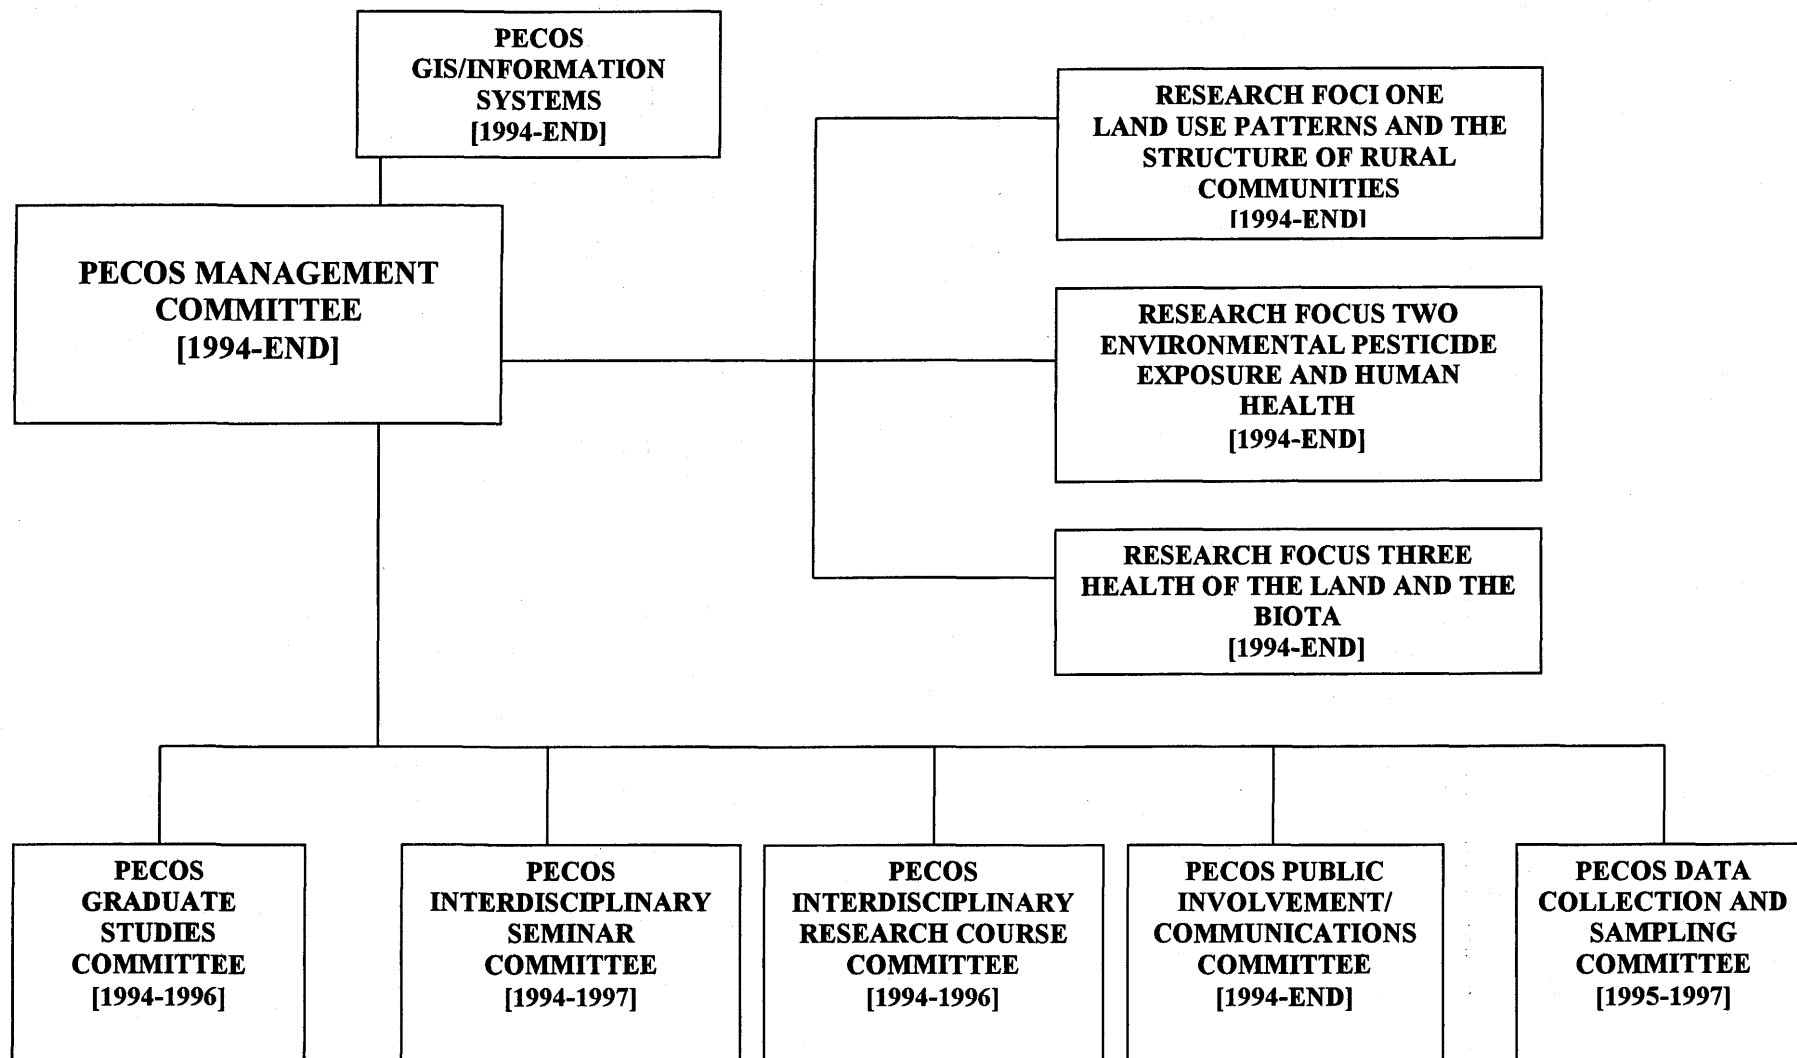 PECOS
GIS/INFORMATION
SYSTEMS
[1994-END]
PECOS MANAGEMENT
COMMITTEE
[1994-END]
RESEARCH FOCI ONE
LAND USE PATTERNS AND THE
STRUCTURE OF RURAL
COMMUNITIES
[1994-END]
RESEARCH FOCUS TWO
ENVIRONMENTAL PESTICIDE
EXPOSURE AND HUMAN
HEALTH
[1994-END]
RESEARCH FOCUS THREE
HEALTH OF THE LAND AND THE
BIOTA
[1994-END]
PECOS
GRADUATE
STUDIES
COMMITTEE
[1994-1996]
PECOS
INTERDISCIPLINARY
SEMINAR
COMMITTEE
[1994-1997]
PECOS
INTERDISCIPLINARY
RESEARCH COURSE
COMMITTEE
[1994-1996]
PECOS PUBLIC
INVOLVEMENT/
COMMUNICATIONS
COMMITTEE
[1994-END]
PECOS DATA
COLLECTION AND
SAMPLING
COMMITTEE
[1995-1997]